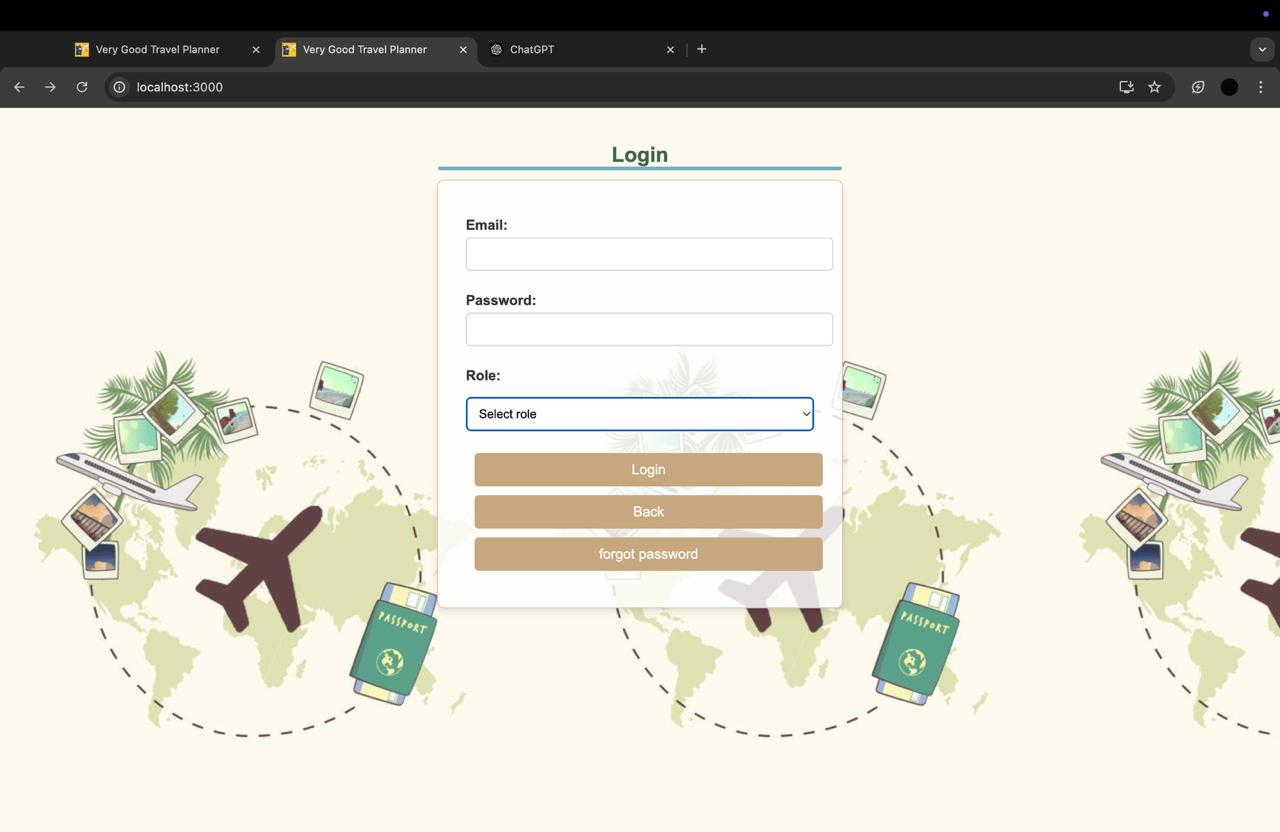 Very Good Travel Planner
Very Good Travel Planner
ChatGPT
localhost:3000
Login
Email:
Password:
Role:
Select role
Login
Back
forgot password
PASSPORT
PASSPORT